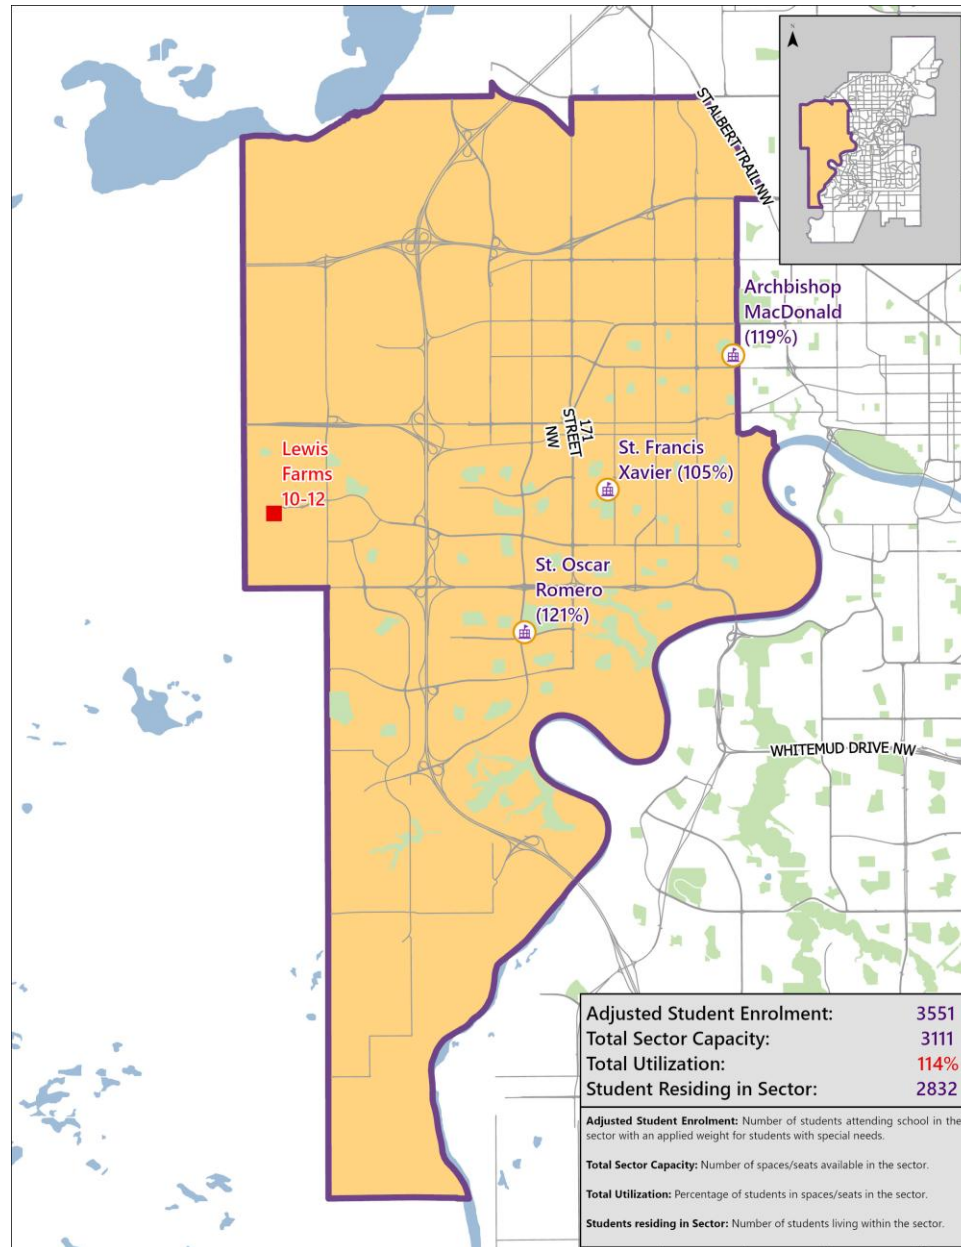 N
ST ALBERT TRAIL NW
Archbishop
MacDonald
(119%)
171
STREET
NW
Lewis
Farms
10-12
St. Francis
Xavier (105%)
St. Oscar
Romero
(121%)
WHITEMUD DRIVE NW
Adjusted Student Enrolment: 3551
Total Sector Capacity: 3111
Total Utilization: 114%
Student Residing in Sector: 2832
Adjusted Student Enrolment: Number of students attending school in the
sector with an applied weight for students with special needs.
Total Sector Capacity: Number of spaces/seats available in the sector.
Total Utilization: Percentage of students in spaces/seats in the sector.
Students residing in Sector: Number of students living within the sector.